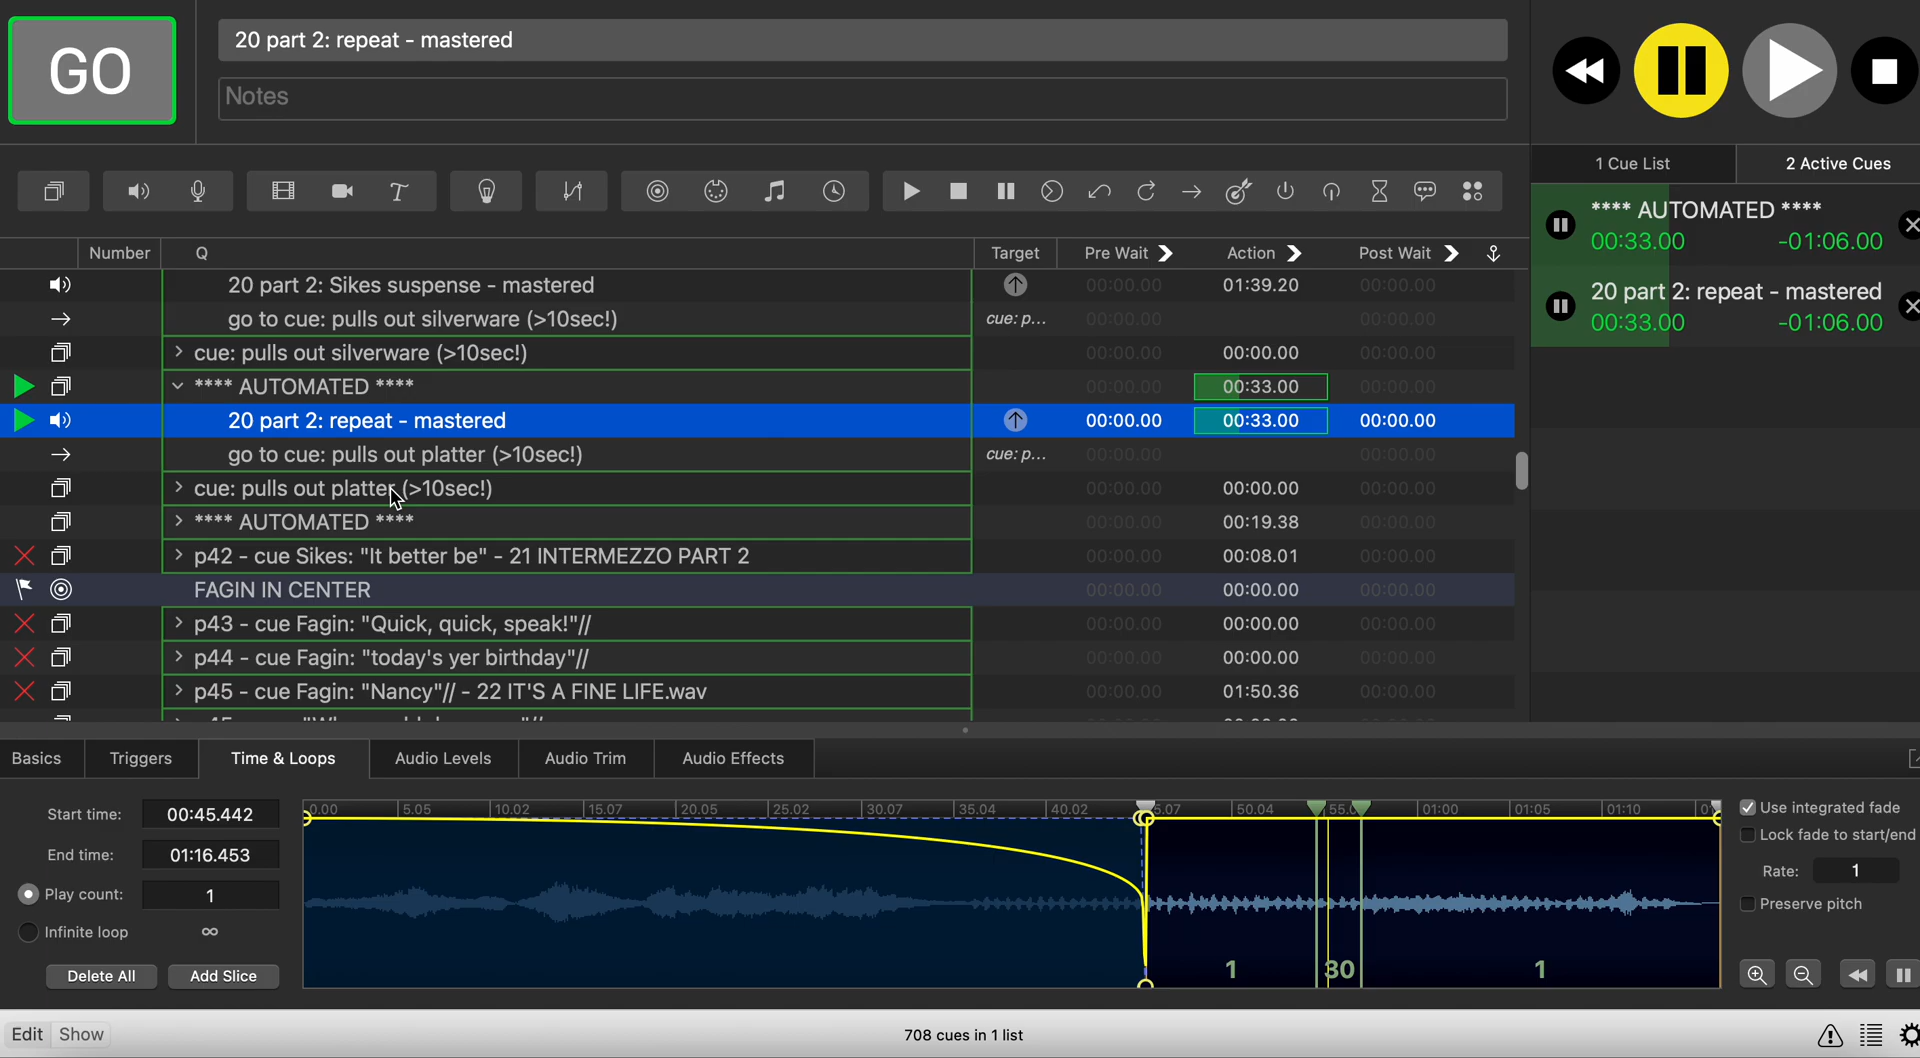 GO
20 part 2: repeat - mastered
Notes
1 Cue List
2 Active Cues
**** AUTOMATED ****
00:33.00 -01:06.00
20 part 2: repeat - mastered
00:33.00 -01:06.00
Number Q Target Pre Wait Action Post Wait
20 part 2: Sikes suspense - mastered 00:00.00 01:39.20 00:00.00
go to cue: pulls out silverware (>10sec!) cue: p... 00:00.00 00:00.00
cue: pulls out silverware (>10sec!) 00:00.00 00:00.00 00:00.00
**** AUTOMATED **** 00:00.00 00:33.00 00:00.00
20 part 2: repeat - mastered 00:00.00 00:33.00 00:00.00
go to cue: pulls out platter (>10sec!) cue: p... 00:00.00 00:00.00
cue: pulls out platter (>10sec!) 00:00.00 00:00.00 00:00.00
**** AUTOMATED **** 00:00.00 00:19.38 00:00.00
p42 - cue Sikes: "It better be" - 21 INTERMEZZO PART 2 00:00.00 00:08.01 00:00.00
FAGIN IN CENTER 00:00.00 00:00.00 00:00.00
p43 - cue Fagin: "Quick, quick, speak!"// 00:00.00 00:00.00 00:00.00
p44 - cue Fagin: "today's yer birthday"// 00:00.00 00:00.00 00:00.00
p45 - cue Fagin: "Nancy"// - 22 IT'S A FINE LIFE.wav 00:00.00 01:50.36 00:00.00
Basics Triggers Time & Loops Audio Levels Audio Trim Audio Effects
Start time: 00:45.442
End time: 01:16.453
Play count: 1
Infinite loop ∞
Delete All Add Slice
0.00 5.05 10.02 15.07 20.05 25.02 30.07 35.04 40.02 5.07 50.04 55.0 01:00 01:05 01:10
1 30 1
Use integrated fade
Lock fade to start/end
Rate: 1
Preserve pitch
Edit Show
708 cues in 1 list